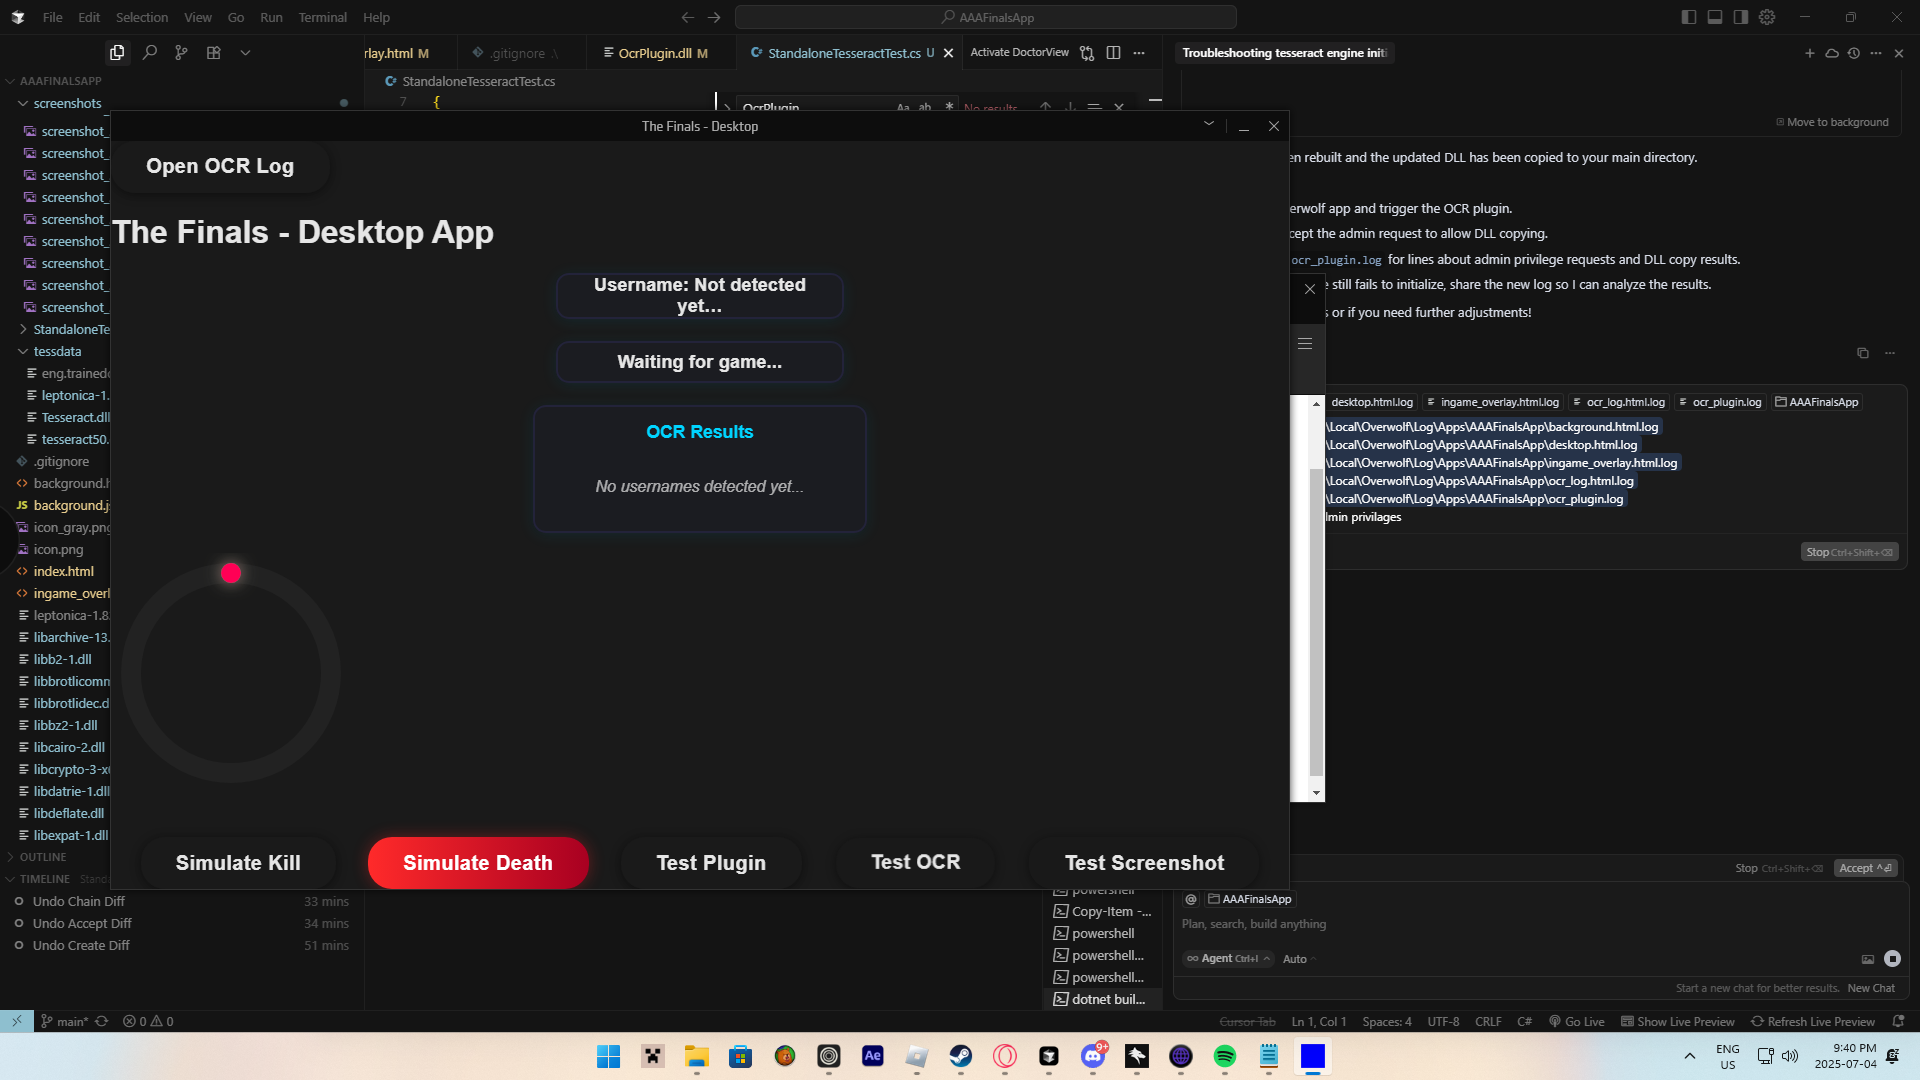 File Edit Selection View Go Run Terminal Help
AAAFinalsApp
rlay.html M
.gitignore
OcrPlugin.dll M
StandaloneTesseractTest.cs U
Activate DoctorView
Troubleshooting tesseract engine initi
AAAFINALSAPP
StandaloneTesseractTest.cs
screenshots
7 {
OcrPlugin
Aa ab * No results
screenshot_
screenshot_
screenshot_
screenshot_
screenshot_
screenshot_
screenshot_
screenshot_
screenshot_
StandaloneTe
tessdata
eng.trained
leptonica-1.
Tesseract.dll
tesseract50.
.gitignore
background.h
background.js
icon_gray.png
icon.png
index.html
ingame_overl
leptonica-1.8
libarchive-13.
libb2-1.dll
libbrotlicomm
libbrotlidec.d
libbz2-1.dll
libcairo-2.dll
libcrypto-3-x
libdatrie-1.dll
libdeflate.dll
libexpat-1.dll
OUTLINE
TIMELINE Standa
Undo Chain Diff 33 mins
Undo Accept Diff 34 mins
Undo Create Diff 51 mins
The Finals - Desktop
Open OCR Log
The Finals - Desktop App
Username: Not detected
yet...
Waiting for game...
OCR Results
No usernames detected yet...
Simulate Kill
Simulate Death
Test Plugin
Test OCR
Test Screenshot
Move to background
en rebuilt and the updated DLL has been copied to your main directory.
erwolf app and trigger the OCR plugin.
cept the admin request to allow DLL copying.
ocr_plugin.log for lines about admin privilege requests and DLL copy results.
still fails to initialize, share the new log so I can analyze the results.
s or if you need further adjustments!
desktop.html.log
ingame_overlay.html.log
ocr_log.html.log
ocr_plugin.log
AAAFinalsApp
\Local\Overwolf\Log\Apps\AAAFinalsApp\background.html.log
\Local\Overwolf\Log\Apps\AAAFinalsApp\desktop.html.log
\Local\Overwolf\Log\Apps\AAAFinalsApp\ingame_overlay.html.log
\Local\Overwolf\Log\Apps\AAAFinalsApp\ocr_log.html.log
\Local\Overwolf\Log\Apps\AAAFinalsApp\ocr_plugin.log
dmin privilages
Stop Ctrl+Shift+⌫
Stop Ctrl+Shift+⌫
Accept ^⏎
powershell
Copy-Item -...
powershell
powershell...
powershell...
dotnet buil...
@ AAAFinalsApp
Plan, search, build anything
∞ Agent Ctrl+I
Auto
Start a new chat for better results. New Chat
main*
0 0
Cursor Tab
Ln 1, Col 1
Spaces: 4
UTF-8
CRLF
C#
Go Live
Show Live Preview
Refresh Live Preview
Ae
9+
ENG
US
9:40 PM
2025-07-04